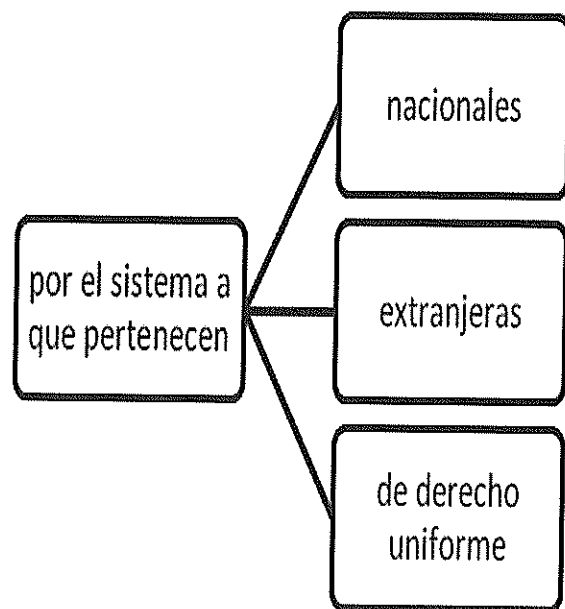 por el sistema a
que pertenecen
nacionales
extranjeras
de derecho
uniforme